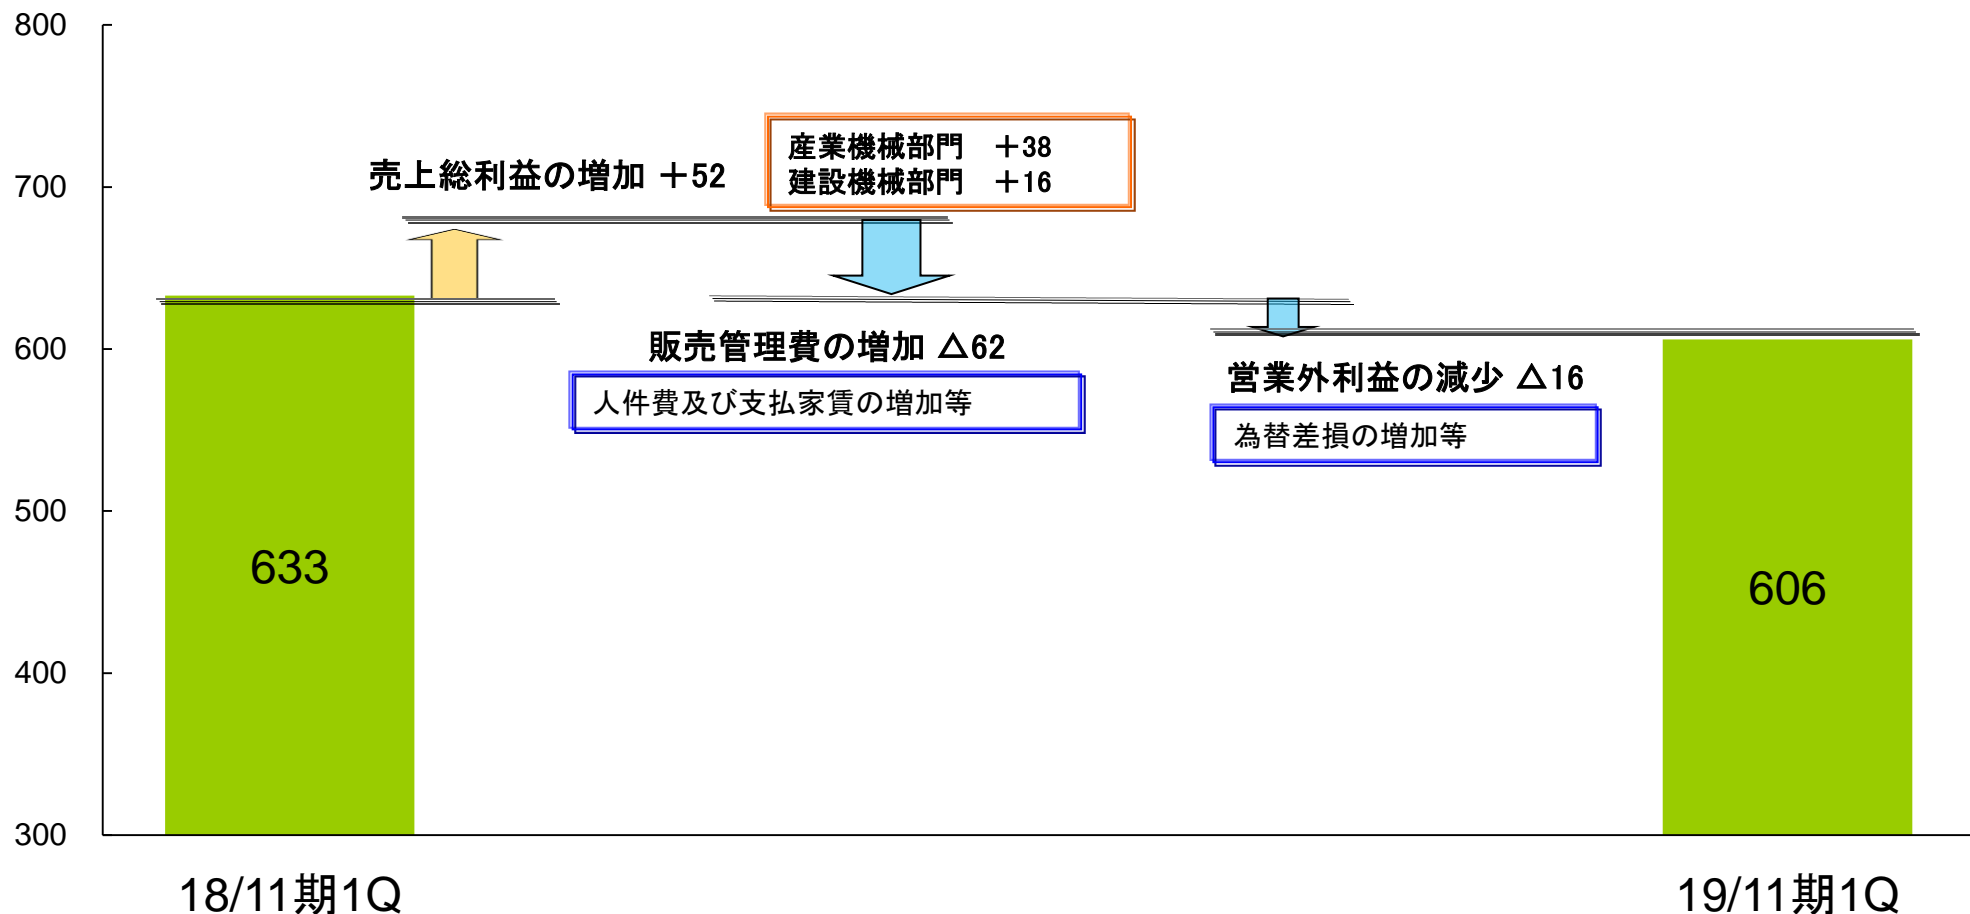 800
700
600
500
400
300
売上総利益の増加 ＋52
産業機械部門　＋38
建設機械部門　＋16
販売管理費の増加 △62
人件費及び支払家賃の増加等
営業外利益の減少 △16
為替差損の増加等
633
606
18/11期1Q
19/11期1Q